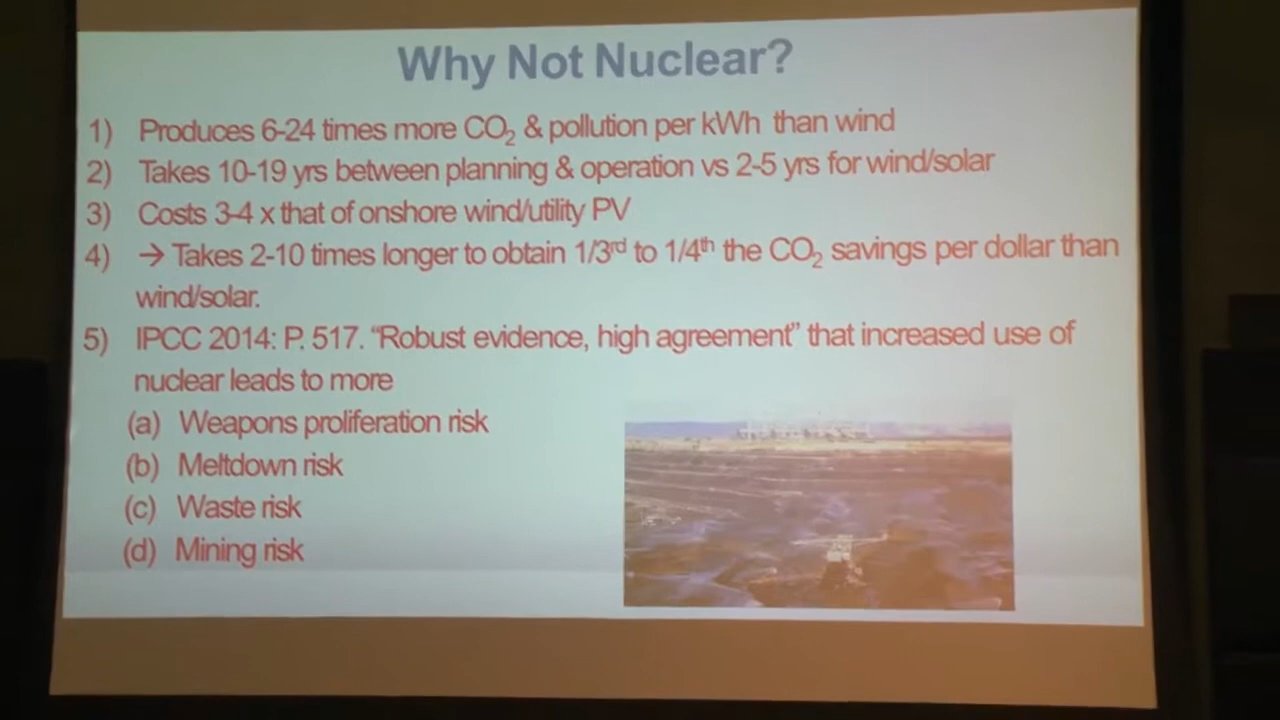 Why Not Nuclear?
1) Produces 6-24 times more CO₂ & pollution per kWh than wind
2) Takes 10-19 yrs between planning & operation vs 2-5 yrs for wind/solar
3) Costs 3-4 x that of onshore wind/utility PV
4) → Takes 2-10 times longer to obtain 1/3ʳᵈ to 1/4ᵗʰ the CO₂ savings per dollar than
wind/solar.
5) IPCC 2014: P. 517. “Robust evidence, high agreement” that increased use of
nuclear leads to more
(a) Weapons proliferation risk
(b) Meltdown risk
(c) Waste risk
(d) Mining risk